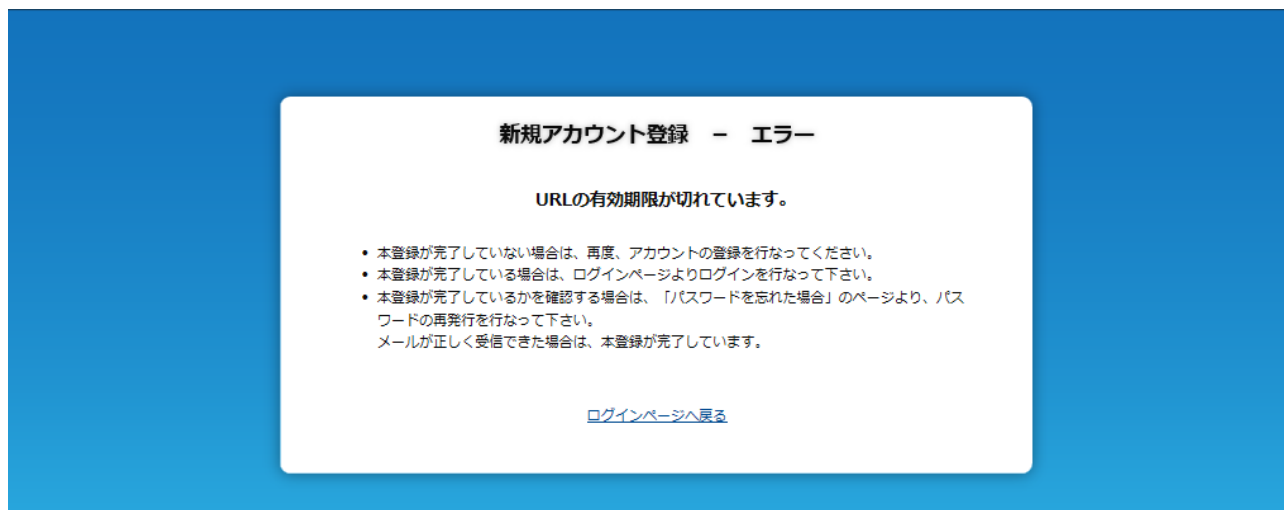 新規アカウント登録　－　エラー
URLの有効期限が切れています。
• 本登録が完了していない場合は、再度、アカウントの登録を行なってください。
• 本登録が完了している場合は、ログインページよりログインを行なって下さい。
• 本登録が完了しているかを確認する場合は、「パスワードを忘れた場合」のページより、パス
ワードの再発行を行なって下さい。
メールが正しく受信できた場合は、本登録が完了しています。
ログインページへ戻る